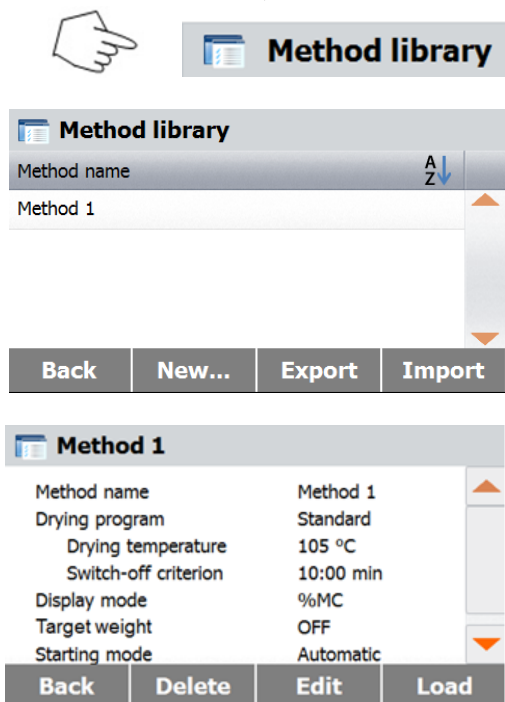 Method library
Method library
Method name A Z
Method 1
Back New... Export Import
Method 1
Method name Method 1
Drying program Standard
Drying temperature 105 ºC
Switch-off criterion 10:00 min
Display mode %MC
Target weight OFF
Starting mode Automatic
Back Delete Edit Load